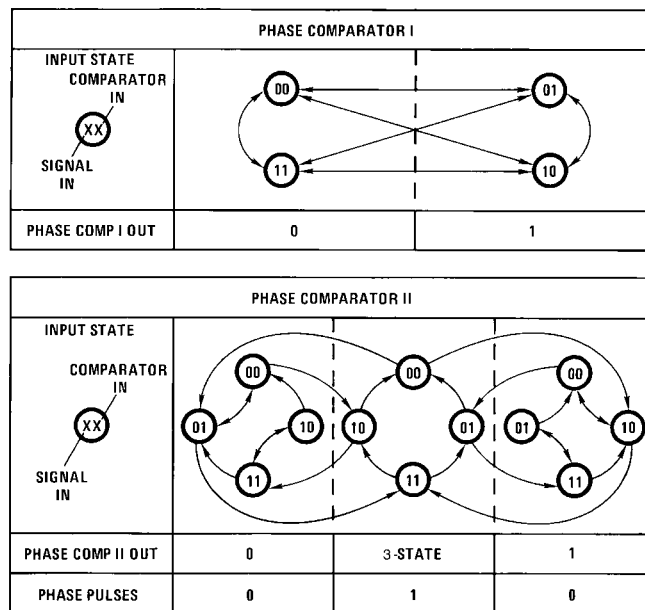 PHASE COMPARATOR I
INPUT STATE
COMPARATOR
IN
XX
SIGNAL
IN
00
01
11
10
PHASE COMP I OUT
0
1
PHASE COMPARATOR II
INPUT STATE
COMPARATOR
IN
XX
SIGNAL
IN
00
00
00
01
10
10
01
01
10
11
11
11
PHASE COMP II OUT
0
3-STATE
1
PHASE PULSES
0
1
0